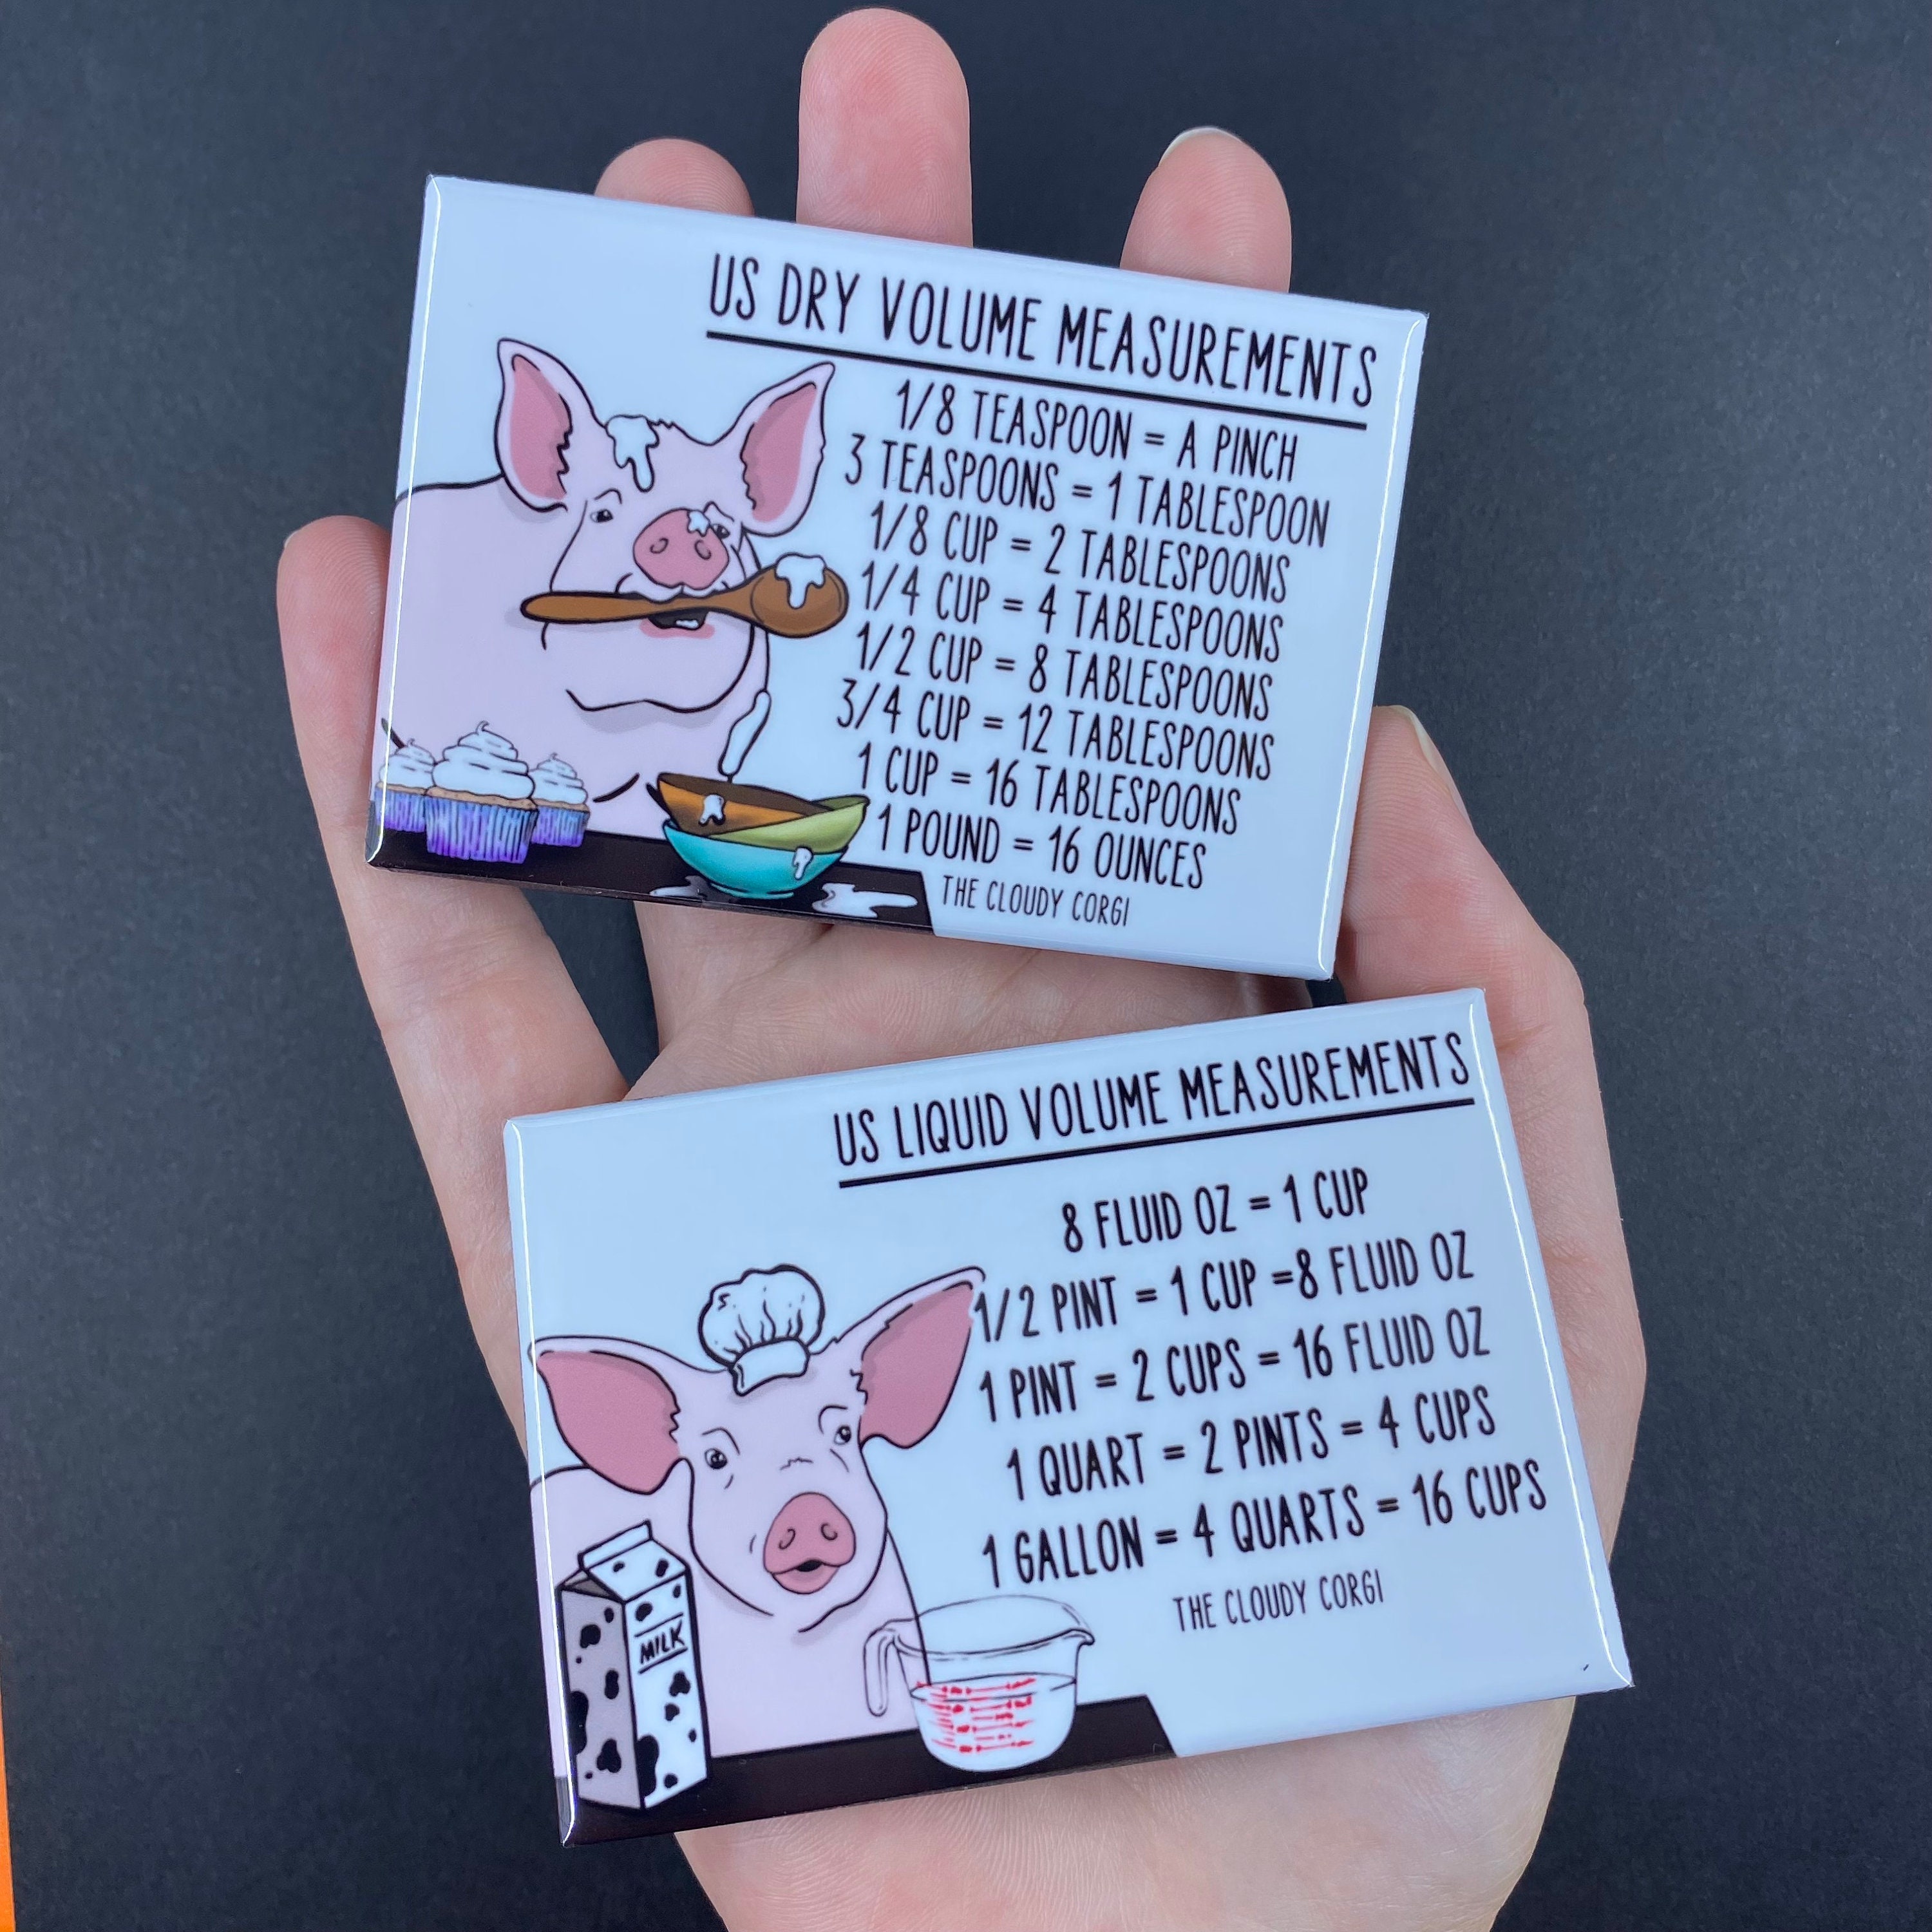 US DRY VOLUME MEASUREMENTS
1/8 TEASPOON = A PINCH
3 TEASPOONS = 1 TABLESPOON
1/8 CUP = 2 TABLESPOONS
1/4 CUP = 4 TABLESPOONS
1/2 CUP = 8 TABLESPOONS
3/4 CUP = 12 TABLESPOONS
1 CUP = 16 TABLESPOONS
1 POUND = 16 OUNCES
THE CLOUDY CORGI
US LIQUID VOLUME MEASUREMENTS
8 FLUID OZ = 1 CUP
1/2 PINT = 1 CUP =8 FLUID OZ
1 PINT = 2 CUPS = 16 FLUID OZ
1 QUART = 2 PINTS = 4 CUPS
1 GALLON = 4 QUARTS = 16 CUPS
THE CLOUDY CORGI
MILK